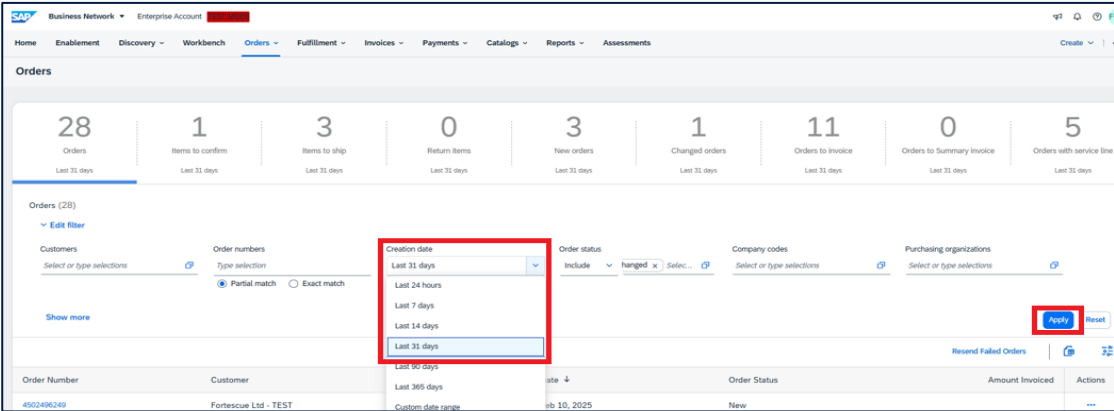 SAP Business Network Enterprise Account
Home Enablement Discovery Workbench Orders Fulfillment Invoices Payments Catalogs Reports Assessments Create
Orders
28 1 3 0 3 1 11 0 5
Orders Items to confirm Items to ship Return items New orders Changed orders Orders to invoice Orders to Summary invoice Orders with service line
Last 31 days Last 31 days Last 31 days Last 31 days Last 31 days Last 31 days Last 31 days Last 31 days Last 31 days
Orders (28)
Edit filter
Customers Order numbers Creation date Order status Company codes Purchasing organizations
Select or type selections Type selection Last 31 days Include hanged x Selec... Select or type selections Select or type selections
Partial match Exact match Last 24 hours
Last 7 days
Show more Last 14 days Apply Reset
Last 31 days Resend Failed Orders
Last 90 days
Order Number Customer Last 365 days ate Order Status Amount Invoiced Actions
4502496249 Fortescue Ltd - TEST Custom date range eb 10, 2025 New ...